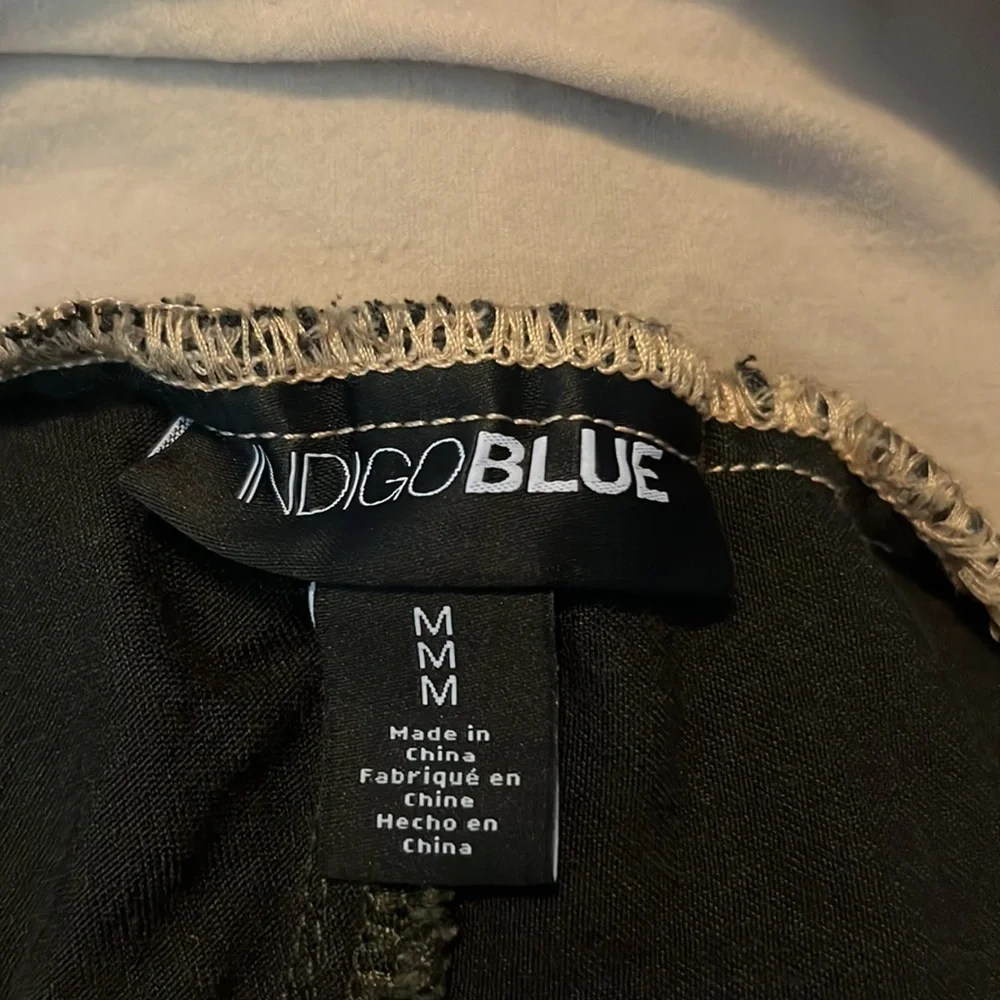 INDIGOBLUE
M
M
M
Made in
China
Fabriqué en
Chine
Hecho en
China